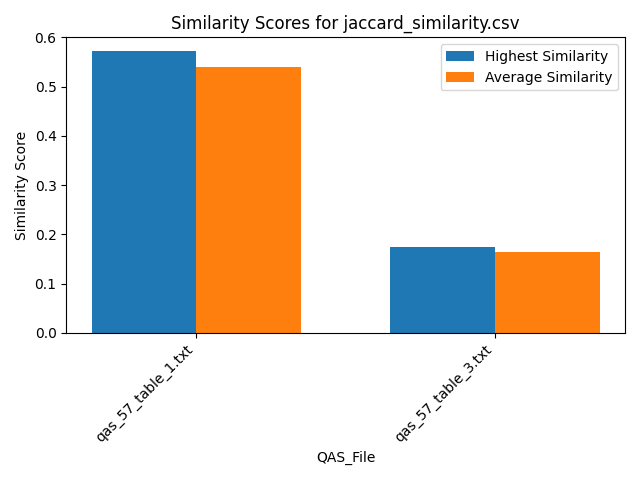 Similarity Scores for jaccard_similarity.csv
Highest Similarity
Average Similarity
Similarity Score
0.6
0.5
0.4
0.3
0.2
0.1
0.0
qas_57_table_1.txt
qas_57_table_3.txt
QAS_File